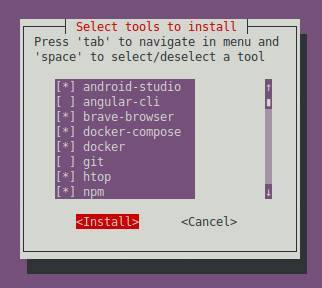 Select tools to install
Press 'tab' to navigate in menu and
'space' to select/deselect a tool
[*] android-studio
[ ] angular-cli
[*] brave-browser
[*] docker-compose
[*] docker
[ ] git
[*] htop
[*] npm
<Install> <Cancel>